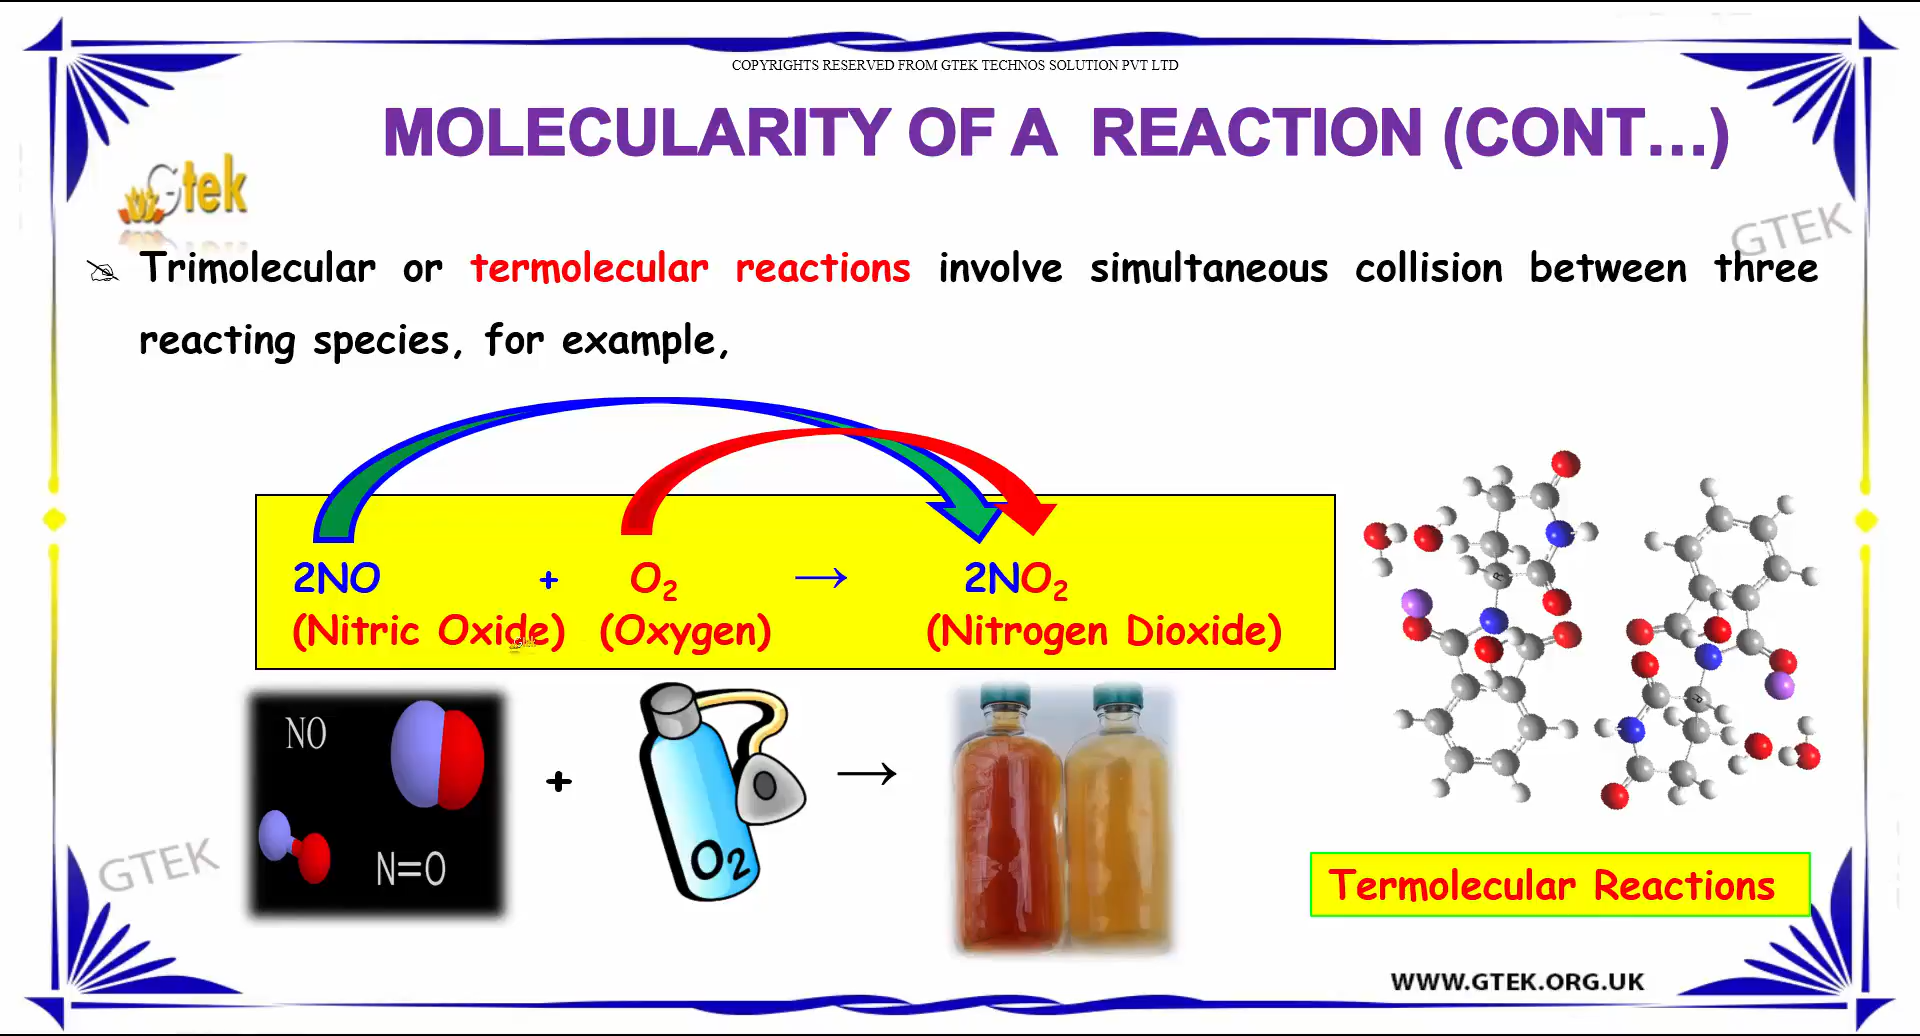 COPYRIGHTS RESERVED FROM GTEK TECHNOS SOLUTION PVT LTD
MOLECULARITY OF A REACTION (CONT...)
Gtek
GTEK
Trimolecular or termolecular reactions involve simultaneous collision between three
reacting species, for example,
2NO + O₂ → 2NO₂
(Nitric Oxide) (Oxygen) (Nitrogen Dioxide)
NO
N=O
+
O₂
→
GTEK
Termolecular Reactions
WWW.GTEK.ORG.UK